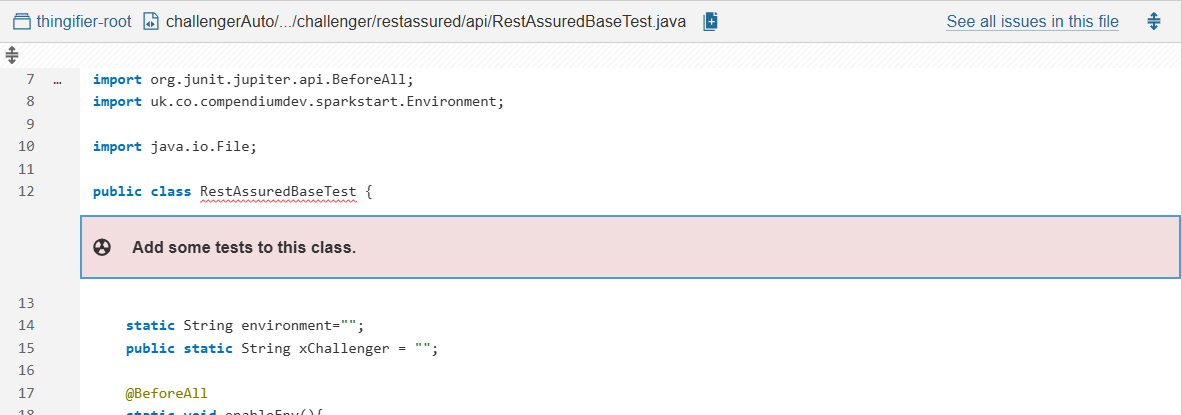 thingifier-root challengerAuto/.../challenger/restassured/api/RestAssuredBaseTest.java See all issues in this file
7 … import org.junit.jupiter.api.BeforeAll;
8 import uk.co.compendiumdev.sparkstart.Environment;
9
10 import java.io.File;
11
12 public class RestAssuredBaseTest {
Add some tests to this class.
13
14 static String environment="";
15 public static String xChallenger = "";
16
17 @BeforeAll
18 static void enableEnv(){